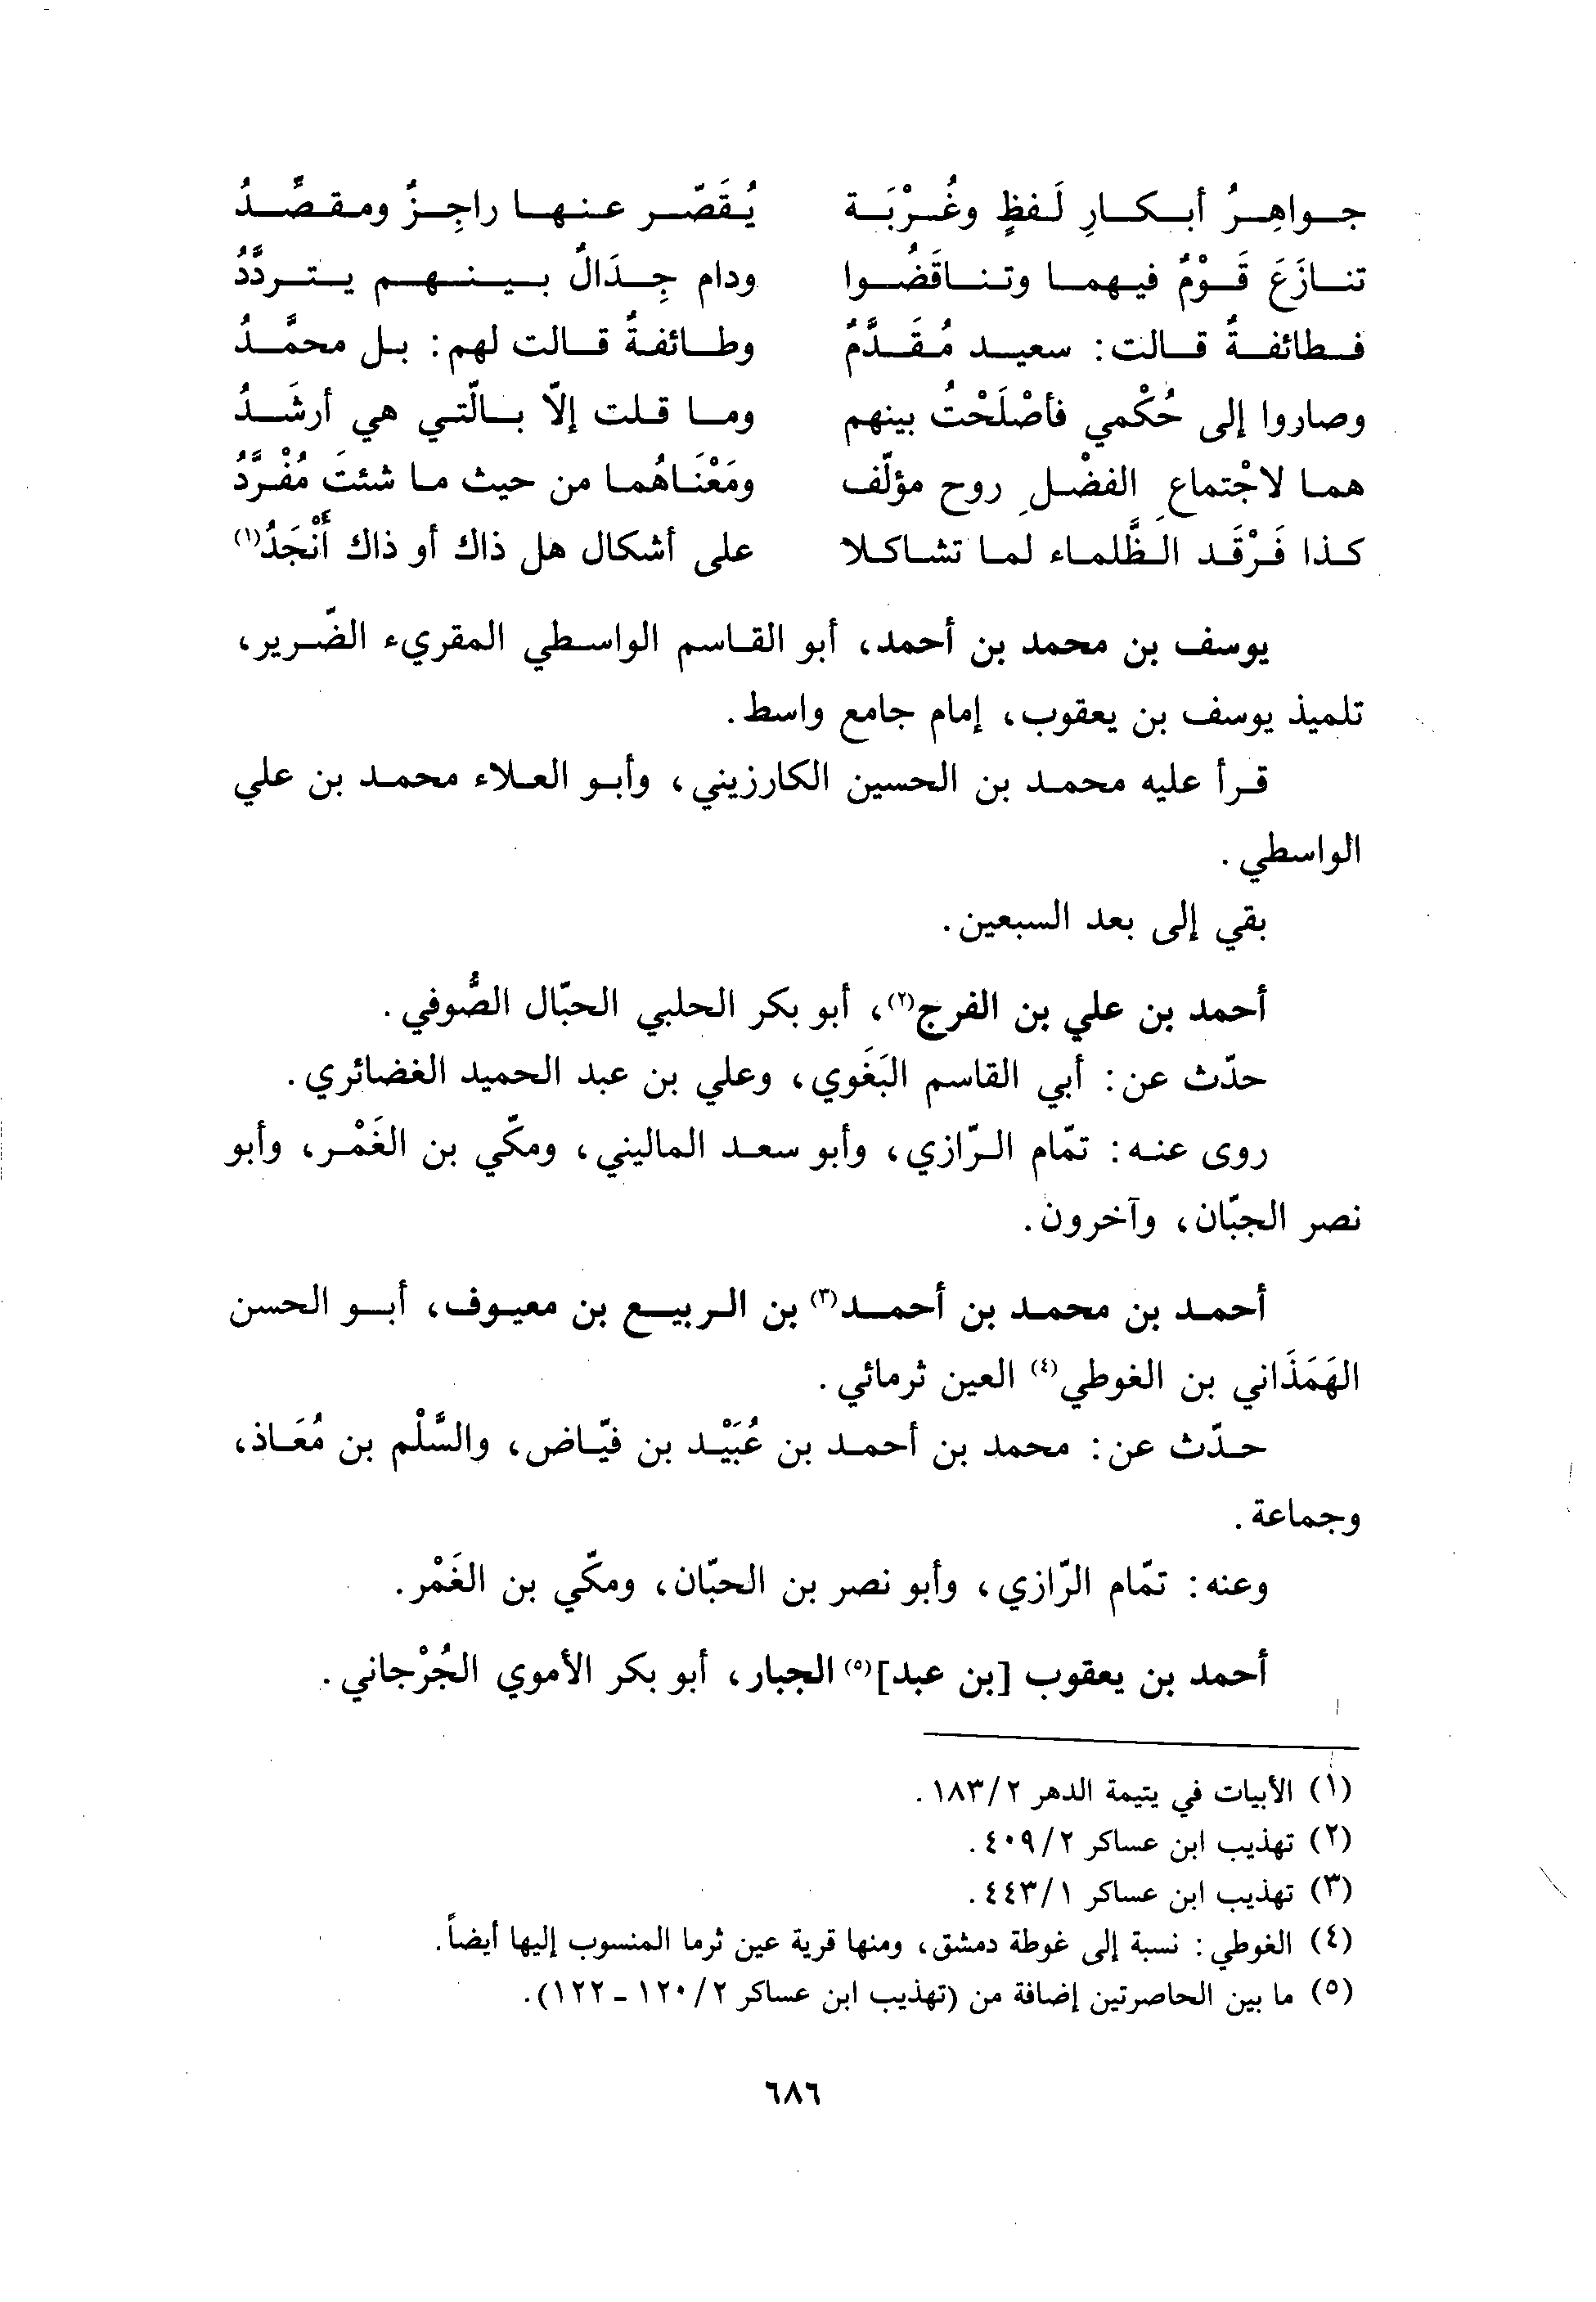 جواهِرُ أبكارِ لَفظٍ وغُرْبَة يُقَصّر عنها راجِزٌ ومقصِّدُ
تنازَعَ قَوْمٌ فيهما وتناقَضُوا ودام جِدَالٌ بينهم يتردَّدُ
فطائفةٌ قالت: سعيد مُقَدَّمٌ وطائفةٌ قالت لهم: بل محمَّدُ
وصاروا إلى حُكْمي فأصْلَحْتُ بينهم وما قلت إلاّ بالّتي هي أرشَدُ
هما لاجْتماعِ الفضْلِ روح مؤلّف ومَعْنَاهُما من حيث ما شئتَ مُفْرَّدُ
كذا فَرْقَد الظَّلماء لما تشاكلا على أشكال هل ذاك أو ذاك أَنْجَدُ(١)
يوسف بن محمد بن أحمد، أبو القاسم الواسطي المقريء الضّرير،
تلميذ يوسف بن يعقوب، إمام جامع واسط.
قرأ عليه محمد بن الحسين الكارزيني، وأبو العلاء محمد بن علي
الواسطي.
بقي إلى بعد السبعين.
أحمد بن علي بن الفرج(٢)، أبو بكر الحلبي الحبّال الصُّوفي.
حدّث عن: أبي القاسم البَغَوي، وعلي بن عبد الحميد الغضائري.
روى عنه: تمّام الرّازي، وأبو سعد الماليني، ومكّي بن الغَمْر، وأبو
نصر الجبّان، وآخرون.
أحمد بن محمد بن أحمد(٣) بن الربيع بن معيوف، أبو الحسن
الهَمَذَاني بن الغوطي(٤) العين ثرمائي.
حدّث عن: محمد بن أحمد بن عُبَيْد بن فيّاض، والسَّلْم بن مُعَاذ،
وجماعة.
وعنه: تمّام الرّازي، وأبو نصر بن الحبّان، ومكّي بن الغَمْر.
أحمد بن يعقوب [بن عبد](٥) الجبار، أبو بكر الأموي الجُرْجاني.
(١) الأبيات في يتيمة الدهر ٢/ ١٨٣.
(٢) تهذيب ابن عساكر ٢/ ٤٠٩.
(٣) تهذيب ابن عساكر ١/ ٤٤٣.
(٤) الغوطي: نسبة إلى غوطة دمشق، ومنها قرية عين ثرما المنسوب إليها أيضاً.
(٥) ما بين الحاصرتين إضافة من (تهذيب ابن عساكر ٢/ ١٢٠ - ١٢٢).
٦٨٦